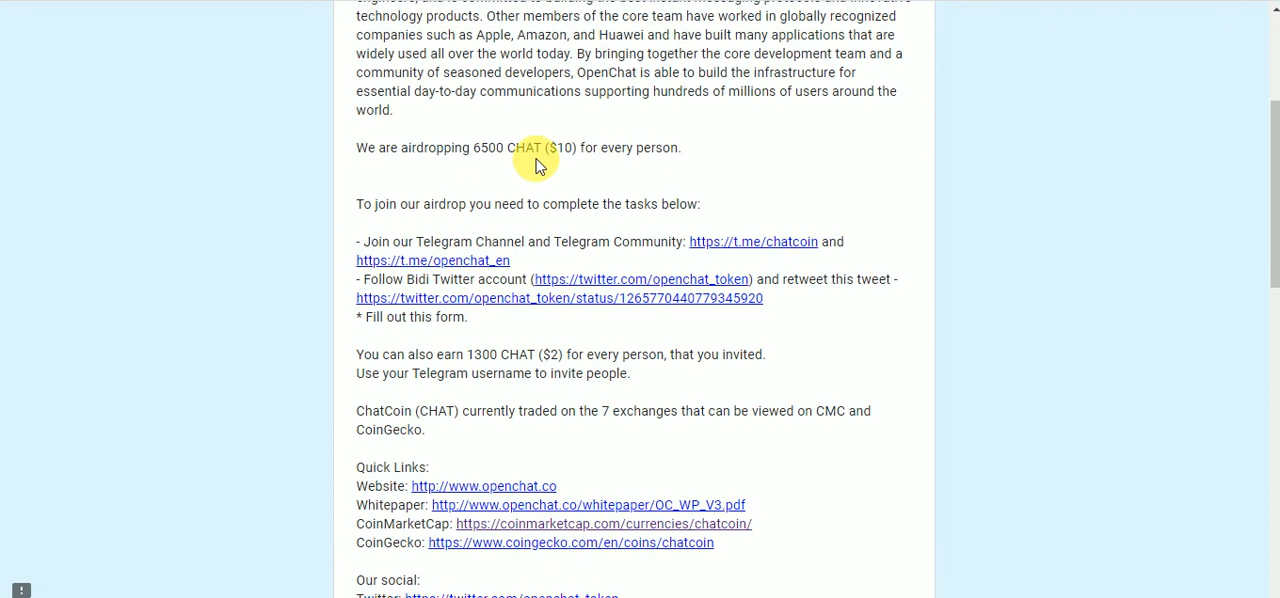 technology products. Other members of the core team have worked in globally recognized
companies such as Apple, Amazon, and Huawei and have built many applications that are
widely used all over the world today. By bringing together the core development team and a
community of seasoned developers, OpenChat is able to build the infrastructure for
essential day-to-day communications supporting hundreds of millions of users around the
world.
We are airdropping 6500 CHAT ($10) for every person.
To join our airdrop you need to complete the tasks below:
- Join our Telegram Channel and Telegram Community: https://t.me/chatcoin and
https://t.me/openchat_en
- Follow Bidi Twitter account (https://twitter.com/openchat_token) and retweet this tweet -
https://twitter.com/openchat_token/status/1265770440779345920
* Fill out this form.
You can also earn 1300 CHAT ($2) for every person, that you invited.
Use your Telegram username to invite people.
ChatCoin (CHAT) currently traded on the 7 exchanges that can be viewed on CMC and
CoinGecko.
Quick Links:
Website: http://www.openchat.co
Whitepaper: http://www.openchat.co/whitepaper/OC_WP_V3.pdf
CoinMarketCap: https://coinmarketcap.com/currencies/chatcoin/
CoinGecko: https://www.coingecko.com/en/coins/chatcoin
Our social:
Twitter: https://twitter.com/openchat_token